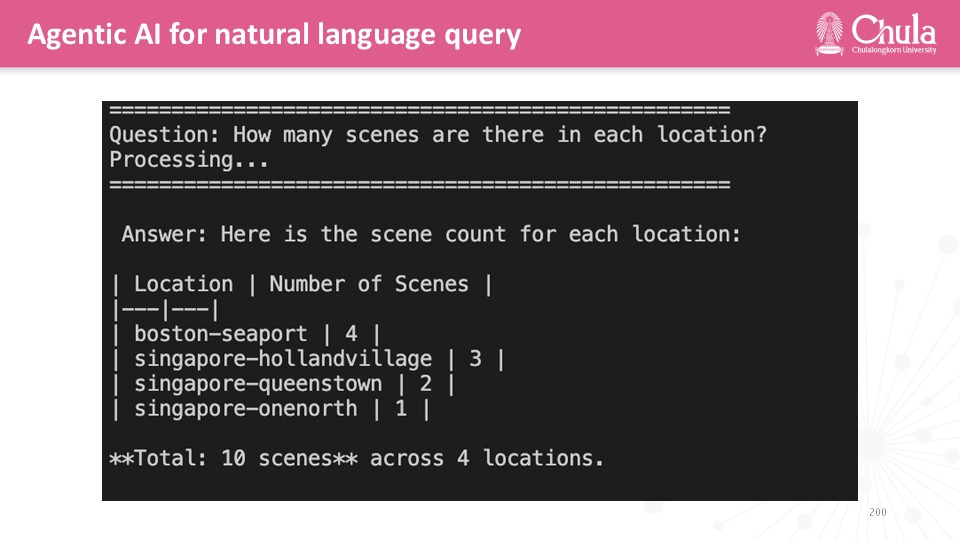 Agentic AI for natural language query
Chula
Chulalongkorn University
==================================================
Question: How many scenes are there in each location?
Processing...
==================================================
Answer: Here is the scene count for each location:
| Location | Number of Scenes |
|---|---|
| boston-seaport | 4 |
| singapore-hollandvillage | 3 |
| singapore-queenstown | 2 |
| singapore-onenorth | 1 |
**Total: 10 scenes** across 4 locations.
200